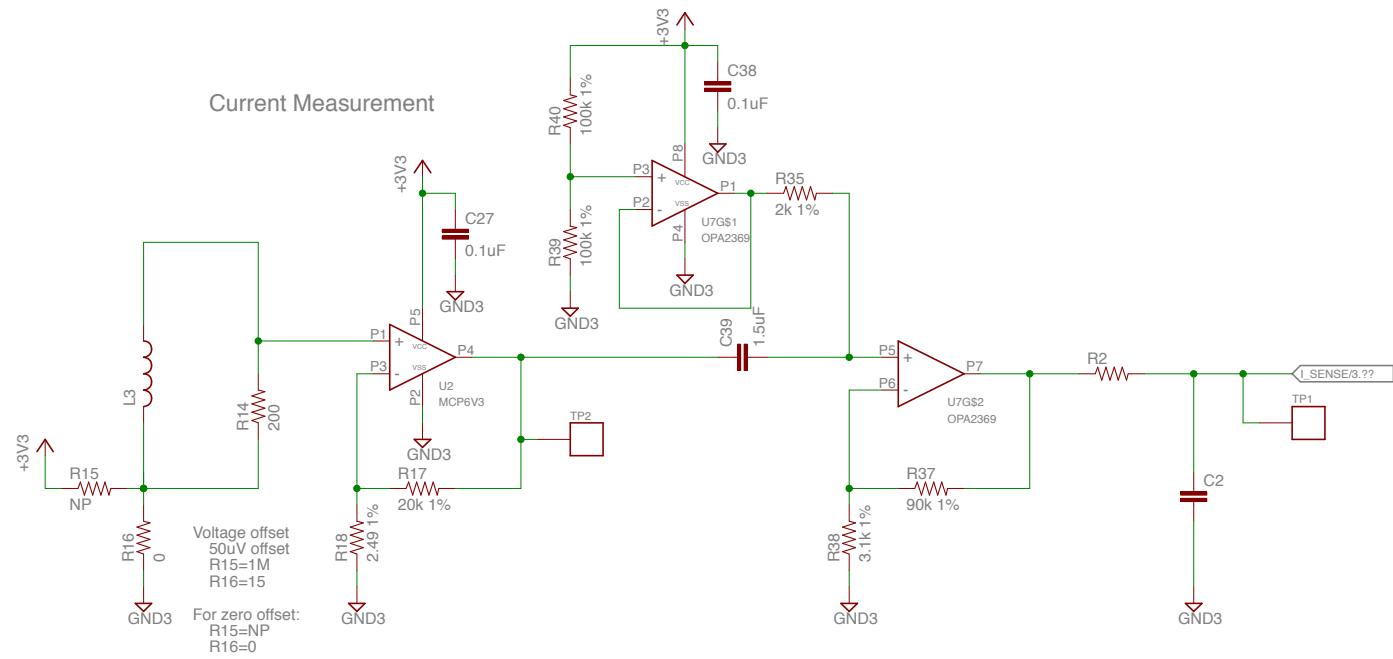 Current Measurement
+3V3
C38
0.1uF
GND3
R40
100k 1%
R39
100k 1%
GND3
P3
P2
+
-
VCC
VSS
P8
P4
P1
U7G$1
OPA2369
GND3
R35
2k 1%
+3V3
C27
0.1uF
GND3
P1
P3
+
-
VCC
VSS
P5
P2
P4
U2
MCP6V3
GND3
L3
R14
200
+3V3
R15
NP
R16
0
GND3
Voltage offset
50uV offset
R15=1M
R16=15
For zero offset:
R15=NP
R16=0
R17
20k 1%
R18
2.49 1%
GND3
TP2
C39
1.5uF
P5
P6
+
-
P7
U7G$2
OPA2369
R37
90k 1%
R38
3.1k 1%
GND3
R2
C2
GND3
I_SENSE/3.??
TP1